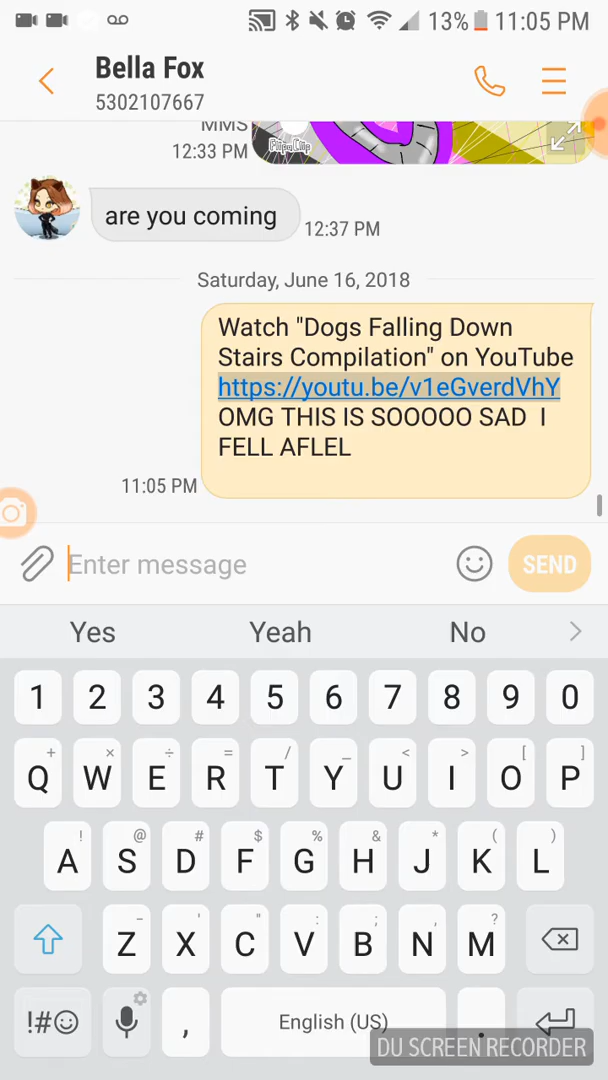 13% 11:05 PM
Bella Fox
5302107667
MMS
12:33 PM
PlipaClip
are you coming
12:37 PM
Saturday, June 16, 2018
Watch "Dogs Falling Down
Stairs Compilation" on YouTube
https://youtu.be/v1eGverdVhY
OMG THIS IS SOOOOO SAD I
FELL AFLEL
11:05 PM
Enter message
SEND
Yes Yeah No
1 2 3 4 5 6 7 8 9 0
+ × ÷ = / _ < > [ ]
Q W E R T Y U I O P
! @ # $ % & * ( )
A S D F G H J K L
- ' " : ; , ?
Z X C V B N M
!#☺ , English (US) .
DU SCREEN RECORDER